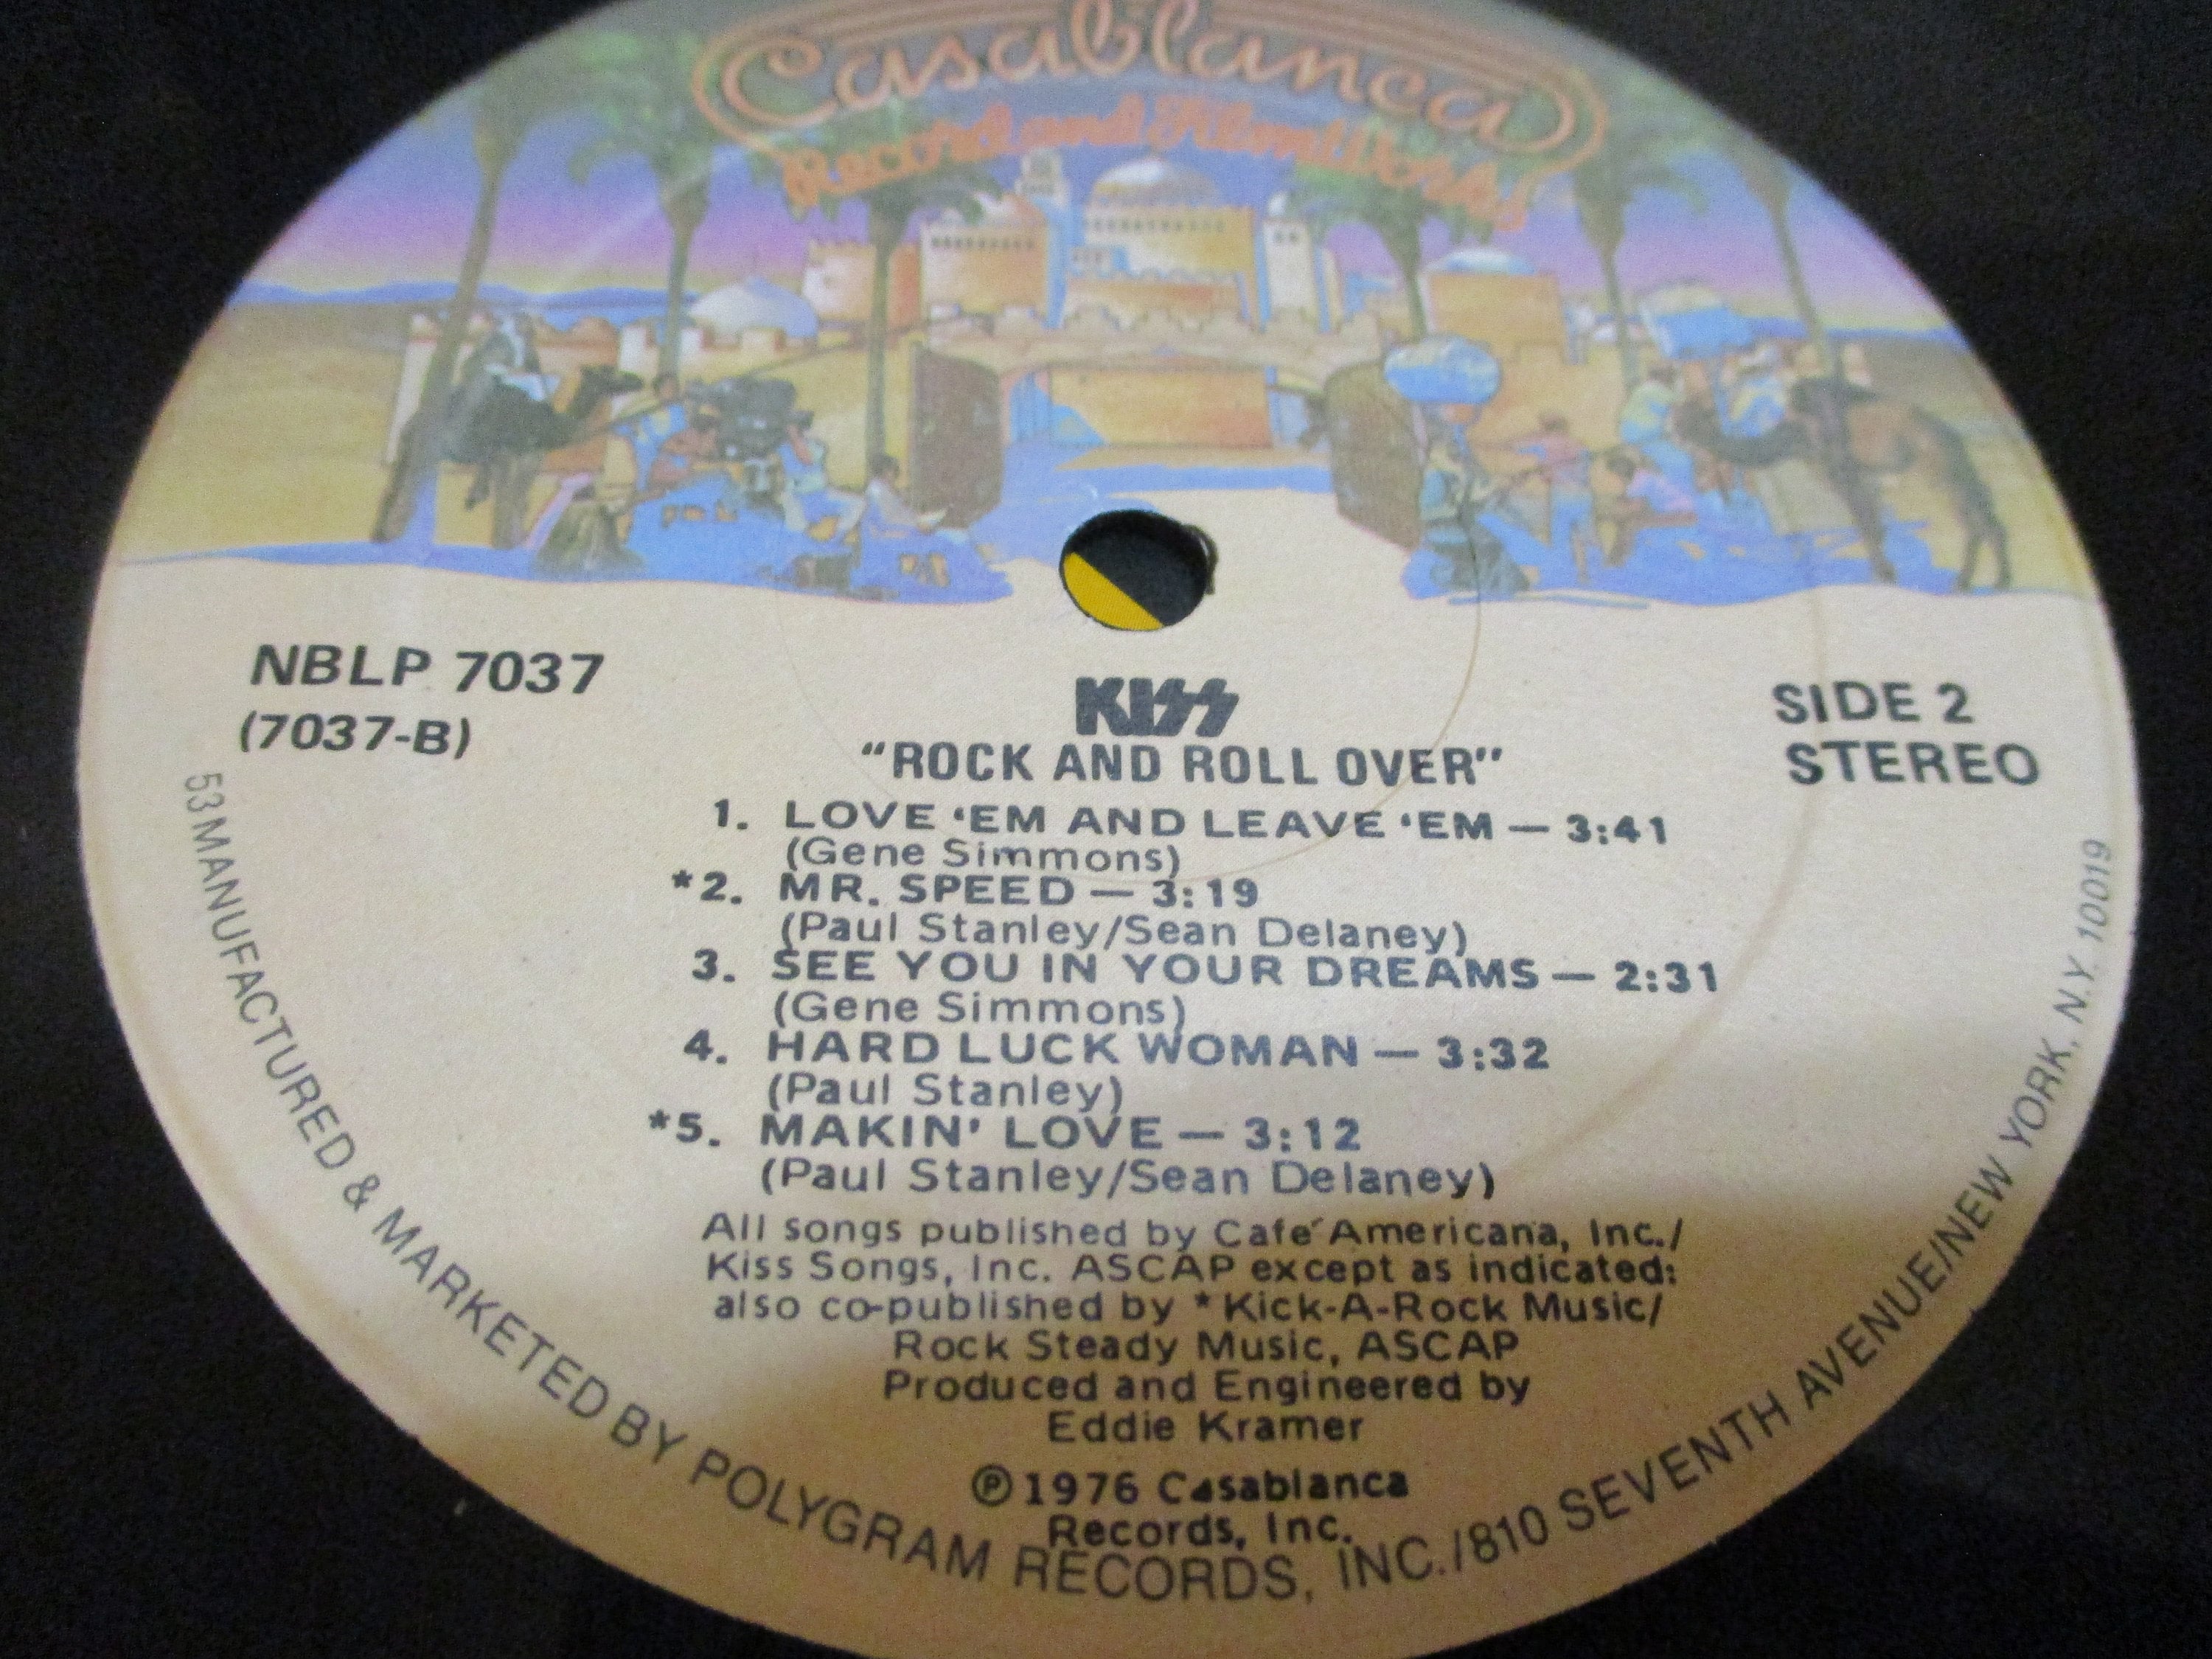 Casablanca
Record and FilmWorks
NBLP 7037
(7037-B)
KISS
"ROCK AND ROLL OVER"
SIDE 2
STEREO
1. LOVE 'EM AND LEAVE 'EM — 3:41
(Gene Simmons)
*2. MR. SPEED — 3:19
(Paul Stanley/Sean Delaney)
3. SEE YOU IN YOUR DREAMS — 2:31
(Gene Simmons)
4. HARD LUCK WOMAN — 3:32
(Paul Stanley)
*5. MAKIN' LOVE — 3:12
(Paul Stanley/Sean Delaney)
All songs published by Cafe´ Americana, Inc./
Kiss Songs, Inc. ASCAP except as indicated:
also co-published by *Kick-A-Rock Music/
Rock Steady Music, ASCAP
Produced and Engineered by
Eddie Kramer
℗1976 Casablanca
Records, Inc.
53 MANUFACTURED & MARKETED BY POLYGRAM RECORDS, INC./810 SEVENTH AVENUE/NEW YORK, N.Y. 10019